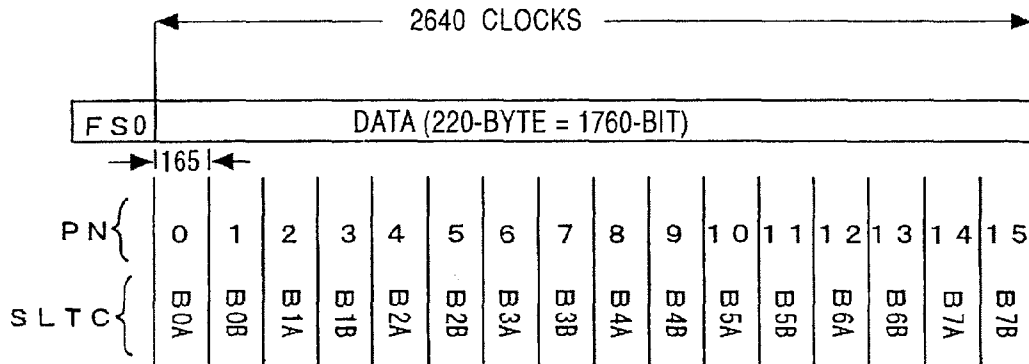 2640 CLOCKS
FS0 DATA (220-BYTE = 1760-BIT)
165
PN 0 1 2 3 4 5 6 7 8 9 10 11 12 13 14 15
SLTC B0A B0B B1A B1B B2A B2B B3A B3B B4A B4B B5A B5B B6A B6B B7A B7B